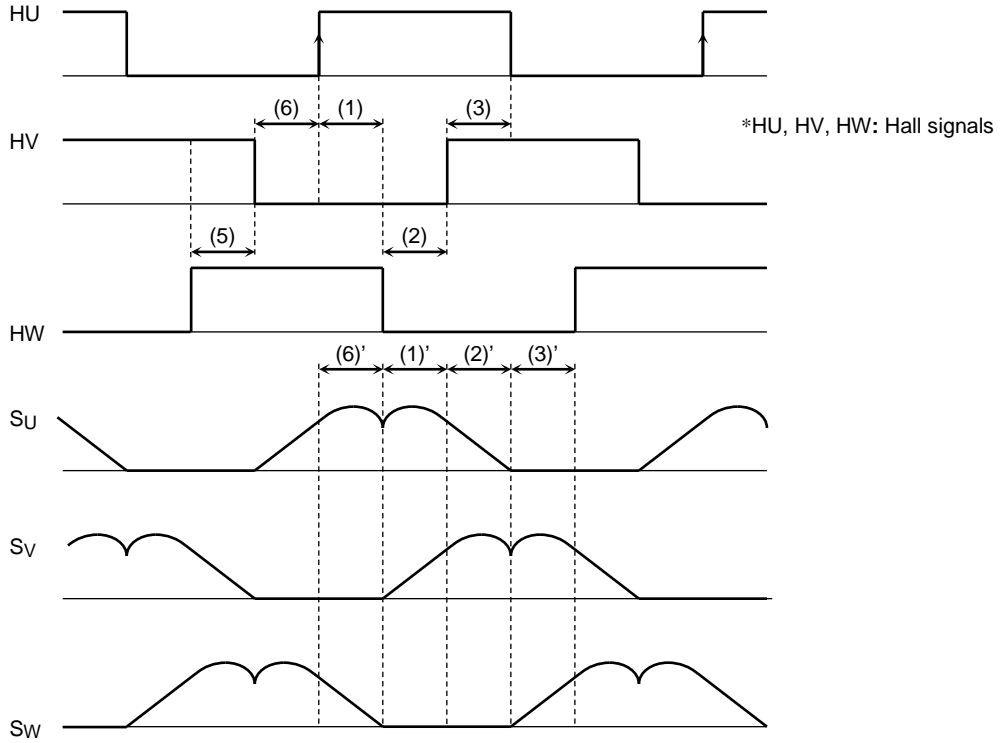 HU
(6) (1) (3)
HV
*HU, HV, HW: Hall signals
(5) (2)
HW
(6)’ (1)’ (2)’ (3)’
SU
SV
SW